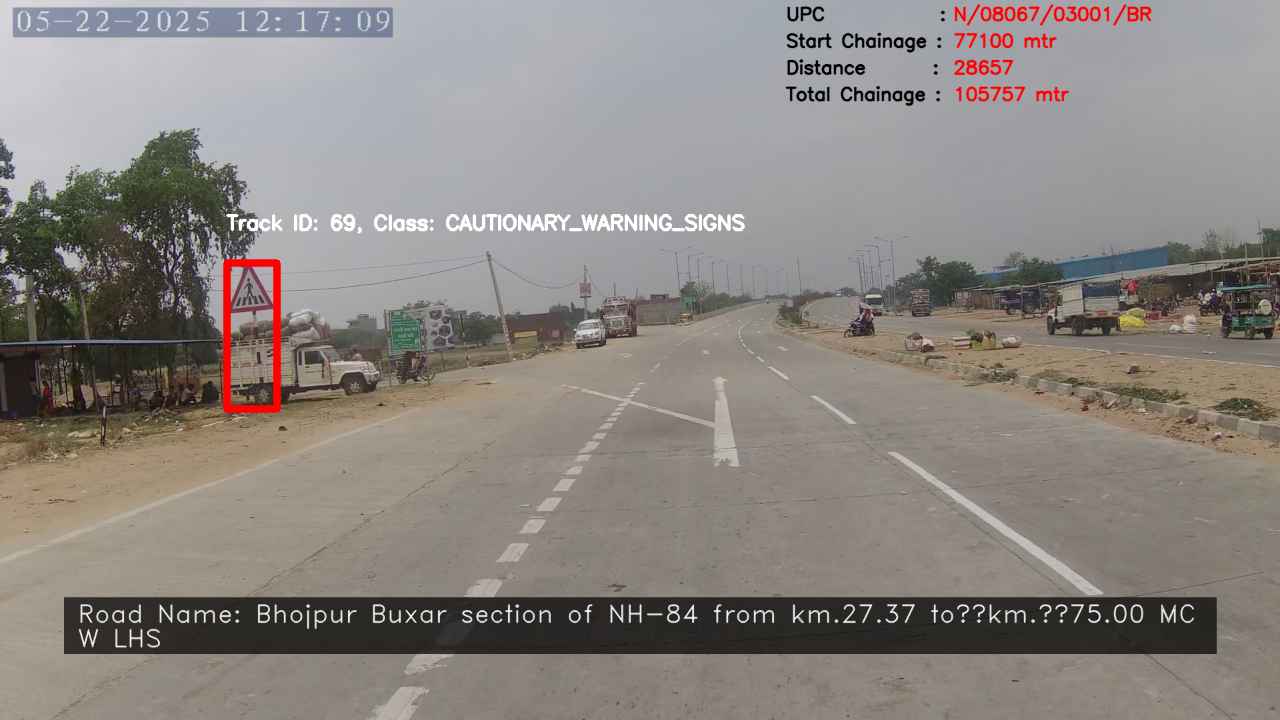 05-22-2025 12:17:09
UPC : N/08067/03001/BR
Start Chainage : 77100 mtr
Distance : 28657
Total Chainage : 105757 mtr
Track ID: 69, Class: CAUTIONARY_WARNING_SIGNS
Road Name: Bhojpur Buxar section of NH-84 from km.27.37 to??km.??75.00 MC
W LHS